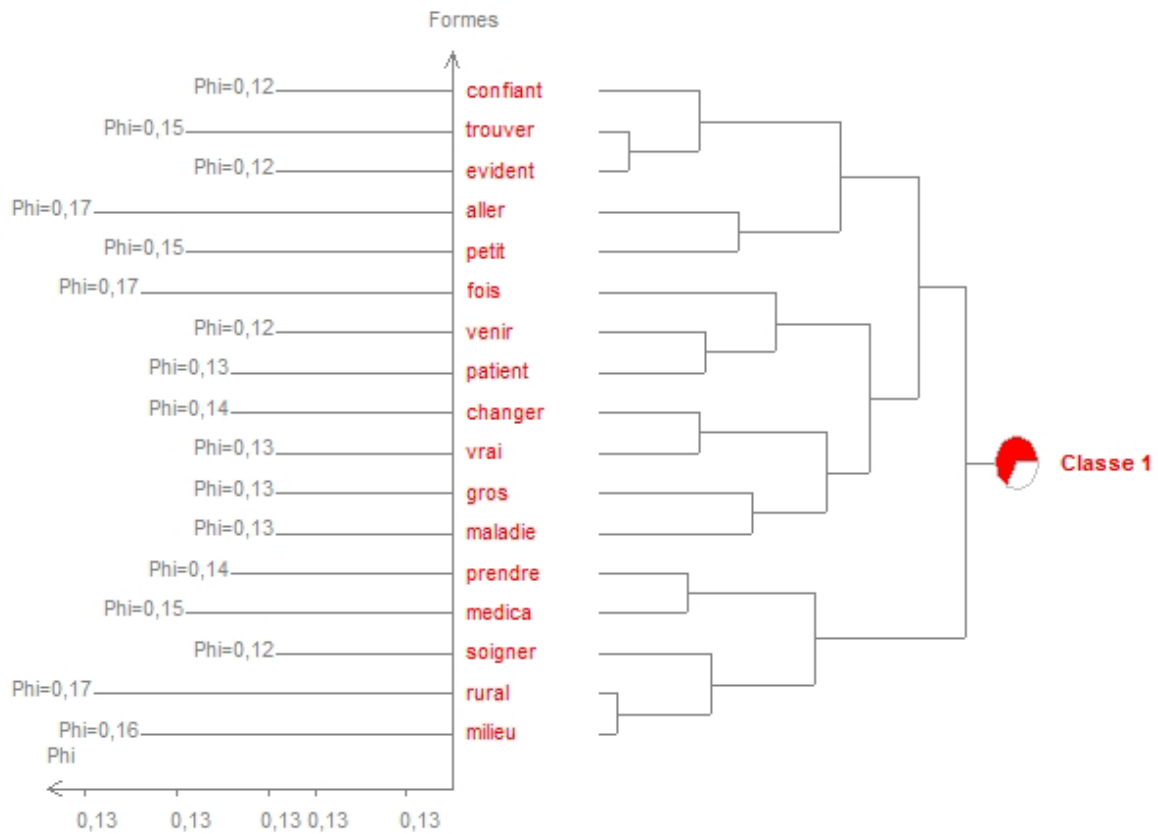 Formes
Phi=0,12 confiant
Phi=0,15 trouver
Phi=0,12 evident
Phi=0,17 aller
Phi=0,15 petit
Phi=0,17 fois
Phi=0,12 venir
Phi=0,13 patient
Phi=0,14 changer
Phi=0,13 vrai
Phi=0,13 gros
Phi=0,13 maladie
Phi=0,14 prendre
Phi=0,15 medica
Phi=0,12 soigner
Phi=0,17 rural
Phi=0,16 milieu
Classe 1
Phi
0,13 0,13 0,13 0,13 0,13